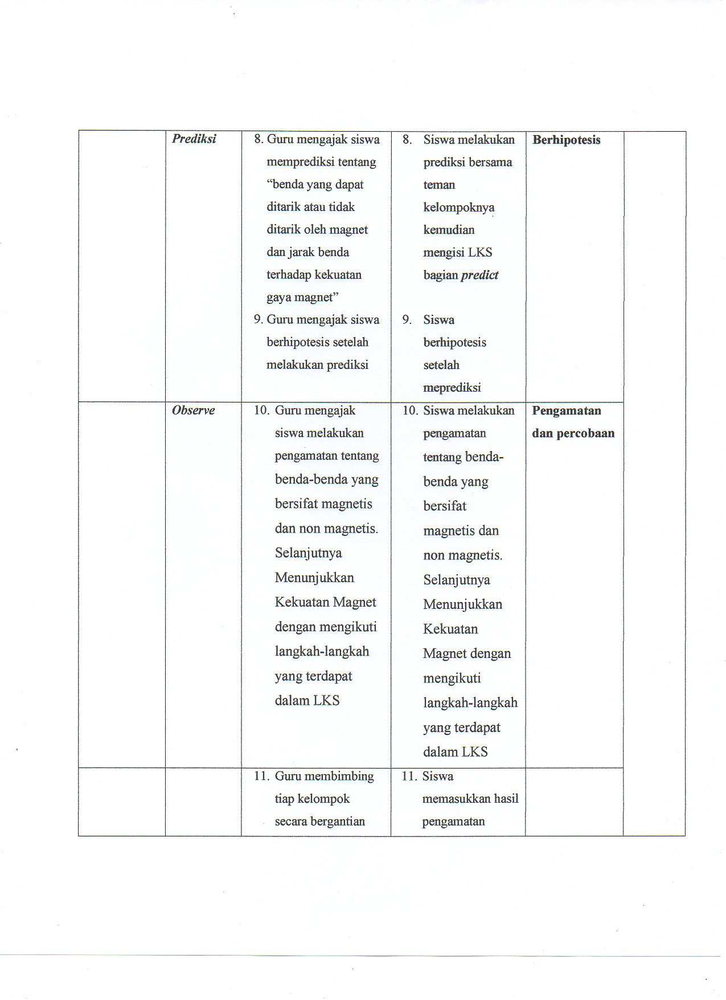 Prediksi
8. Guru mengajak siswa
memprediksi tentang
“benda yang dapat
ditarik atau tidak
ditarik oleh magnet
dan jarak benda
terhadap kekuatan
gaya magnet”
9. Guru mengajak siswa
berhipotesis setelah
melakukan prediksi
8. Siswa melakukan
prediksi bersama
teman
kelompoknya
kemudian
mengisi LKS
bagian predict
9. Siswa
berhipotesis
setelah
meprediksi
Berhipotesis
Observe
10. Guru mengajak
siswa melakukan
pengamatan tentang
benda-benda yang
bersifat magnetis
dan non magnetis.
Selanjutnya
Menunjukkan
Kekuatan Magnet
dengan mengikuti
langkah-langkah
yang terdapat
dalam LKS
10. Siswa melakukan
pengamatan
tentang benda-
benda yang
bersifat
magnetis dan
non magnetis.
Selanjutnya
Menunjukkan
Kekuatan
Magnet dengan
mengikuti
langkah-langkah
yang terdapat
dalam LKS
Pengamatan
dan percobaan
11. Guru membimbing
tiap kelompok
secara bergantian
11. Siswa
memasukkan hasil
pengamatan